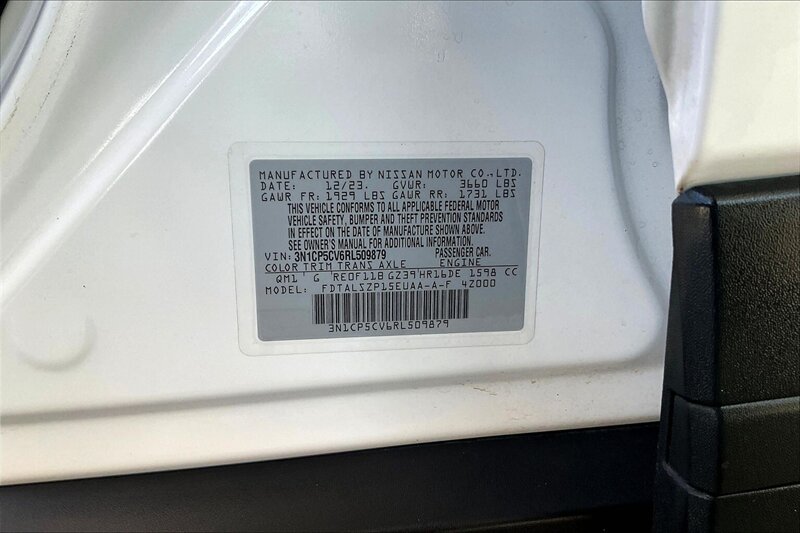 MANUFACTURED BY NISSAN MOTOR CO.,LTD.
DATE: 12/23. GVWR: 3660 LBS
GAWR FR: 1929 LBS GAWR RR: 1731 LBS
THIS VEHICLE CONFORMS TO ALL APPLICABLE FEDERAL MOTOR
VEHICLE SAFETY, BUMPER AND THEFT PREVENTION STANDARDS
IN EFFECT ON THE DATE OF MANUFACTURE SHOWN ABOVE.
SEE OWNER'S MANUAL FOR ADDITIONAL INFORMATION.
VIN: 3N1CP5CV6RL509879 PASSENGER CAR.
COLOR TRIM TRANS AXLE ENGINE
QM1 G RE0F11B GZ39 HR16DE 1598 CC
MODEL: FDTALSZP15EUAA-A-F 4Z000
3N1CP5CV6RL509879